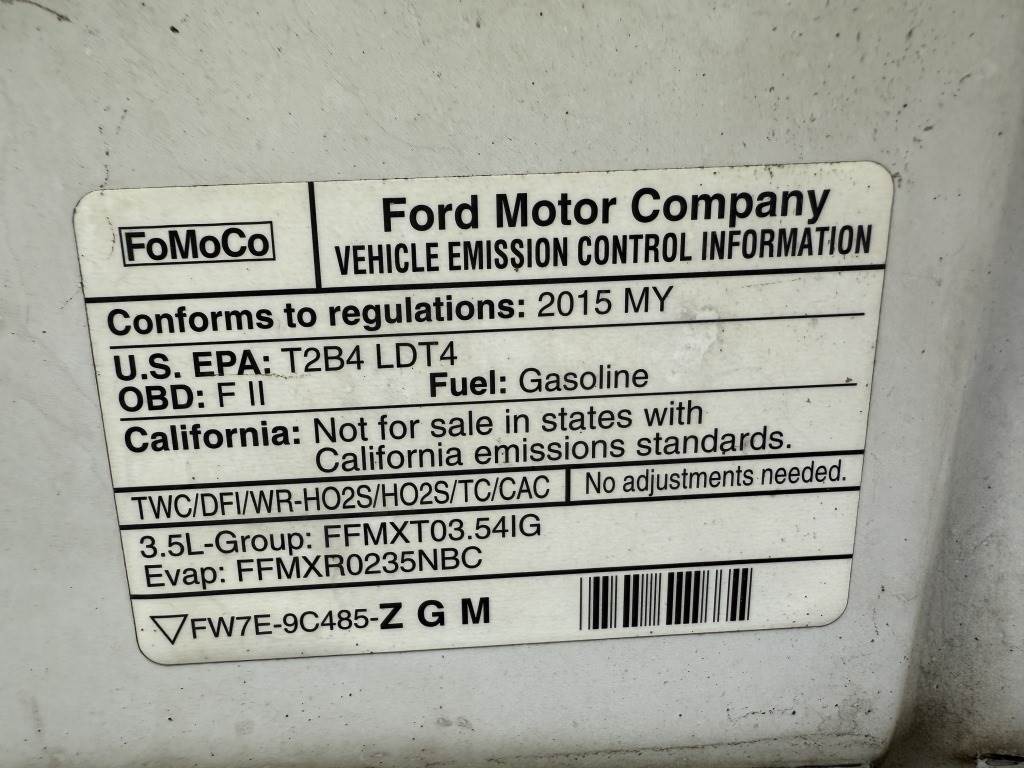 FoMoCo
Ford Motor Company
VEHICLE EMISSION CONTROL INFORMATION
Conforms to regulations: 2015 MY
U.S. EPA: T2B4 LDT4
OBD: F II Fuel: Gasoline
California: Not for sale in states with
California emissions standards.
TWC/DFI/WR-HO2S/HO2S/TC/CAC No adjustments needed.
3.5L-Group: FFMXT03.54IG
Evap: FFMXR0235NBC
FW7E-9C485-Z G M